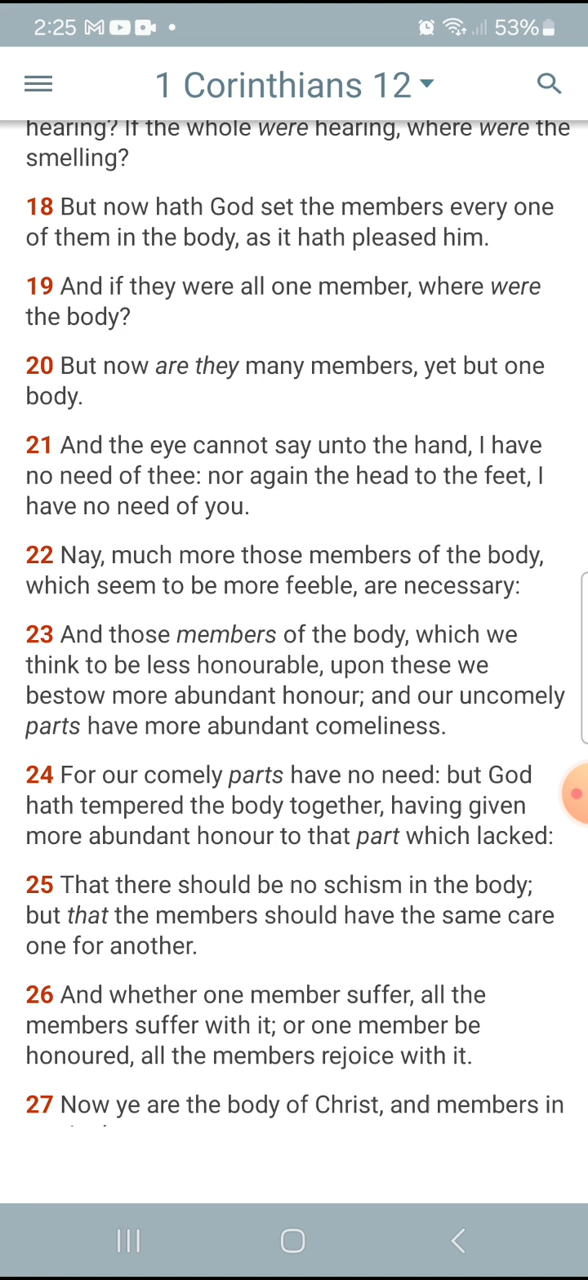 2:25
53%
1 Corinthians 12
hearing? If the whole were hearing, where were the
smelling?
18 But now hath God set the members every one
of them in the body, as it hath pleased him.
19 And if they were all one member, where were
the body?
20 But now are they many members, yet but one
body.
21 And the eye cannot say unto the hand, I have
no need of thee: nor again the head to the feet, I
have no need of you.
22 Nay, much more those members of the body,
which seem to be more feeble, are necessary:
23 And those members of the body, which we
think to be less honourable, upon these we
bestow more abundant honour; and our uncomely
parts have more abundant comeliness.
24 For our comely parts have no need: but God
hath tempered the body together, having given
more abundant honour to that part which lacked:
25 That there should be no schism in the body;
but that the members should have the same care
one for another.
26 And whether one member suffer, all the
members suffer with it; or one member be
honoured, all the members rejoice with it.
27 Now ye are the body of Christ, and members in